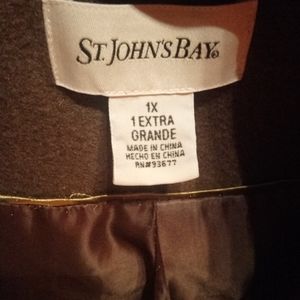 ST. JOHN'S BAY®
1X
1 EXTRA
GRANDE
MADE IN CHINA
HECHO EN CHINA
RN#93677